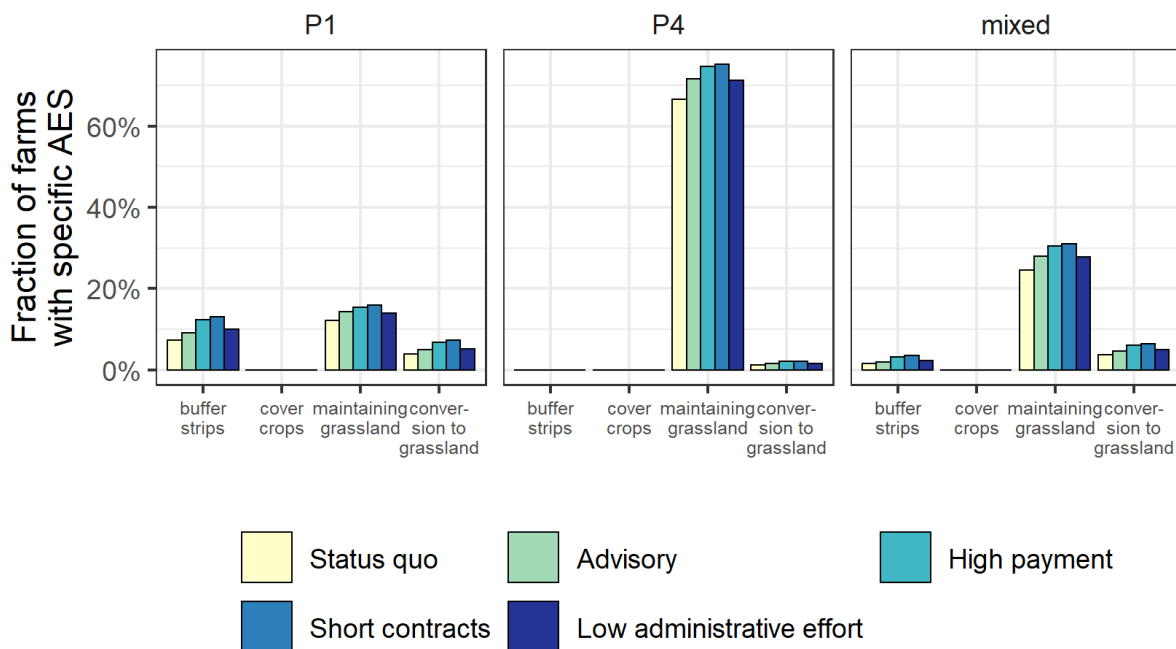 P1 P4 mixed
Fraction of farms
with specific AES
60%
40%
20%
0%
buffer strips
cover crops
maintaining grassland
conver-
sion to
grassland
buffer strips
cover crops
maintaining grassland
conver-
sion to
grassland
buffer strips
cover crops
maintaining grassland
conver-
sion to
grassland
Status quo
Advisory
High payment
Short contracts
Low administrative effort